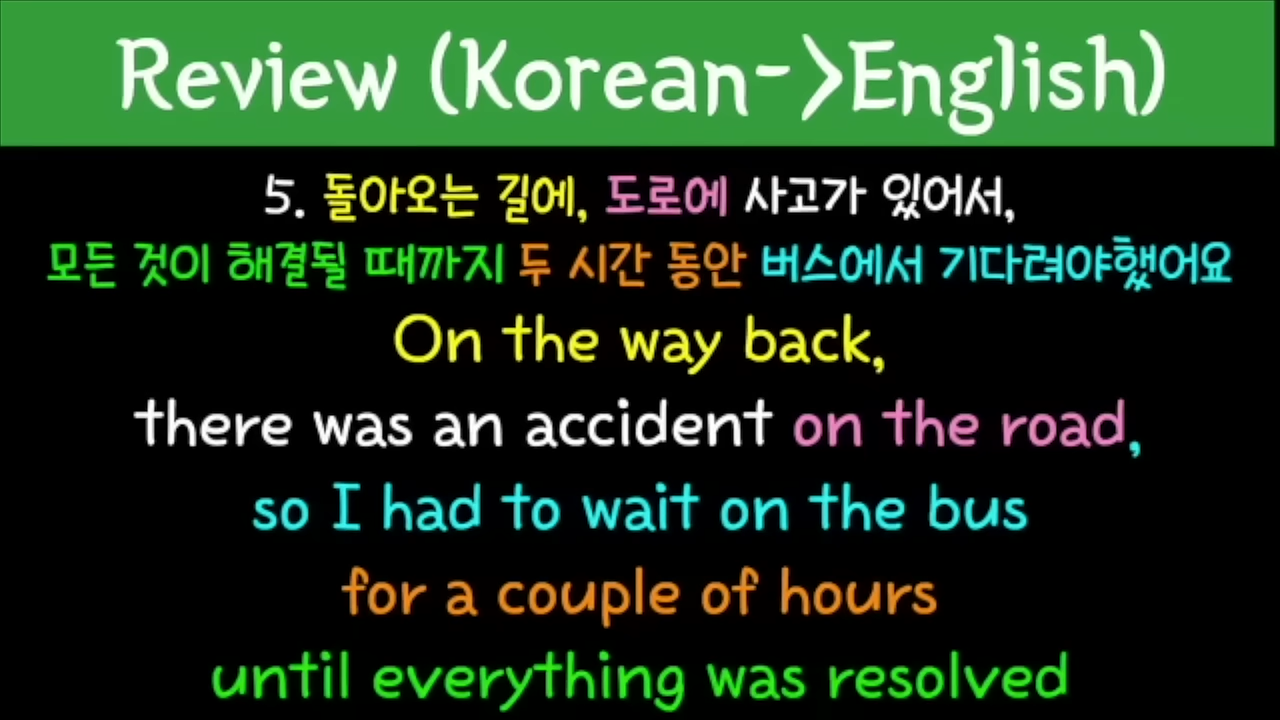 Review (Korean->English)
5. 돌아오는 길에, 도로에 사고가 있어서,
모든 것이 해결될 때까지 두 시간 동안 버스에서 기다려야했어요
On the way back,
there was an accident on the road,
so I had to wait on the bus
for a couple of hours
until everything was resolved